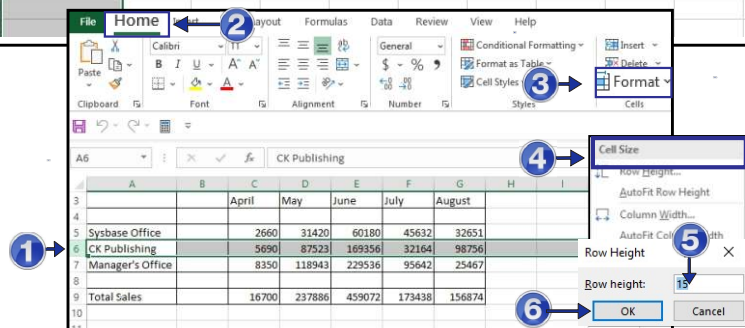 File Home Insert Layout Formulas Data Review View Help
2
Calibri 11 General Conditional Formatting Insert
Paste B I U A A $ % Format as Table Delete
Cell Styles 3 Format
Clipboard Font Alignment Number Styles Cells
A6 fx CK Publishing 4 Cell Size
Row Height...
AutoFit Row Height
Column Width...
A B C D E F G H I
3 April May June July August
4
5 Sysbase Office 2660 31420 60180 45632 32651
1 6 CK Publishing 5690 87523 169356 32164 98756
7 Manager's Office 8350 118943 229536 95642 25467
8
9 Total Sales 16700 237886 459072 173438 156874
10
5
Row Height ×
Row height: 15
6 OK Cancel